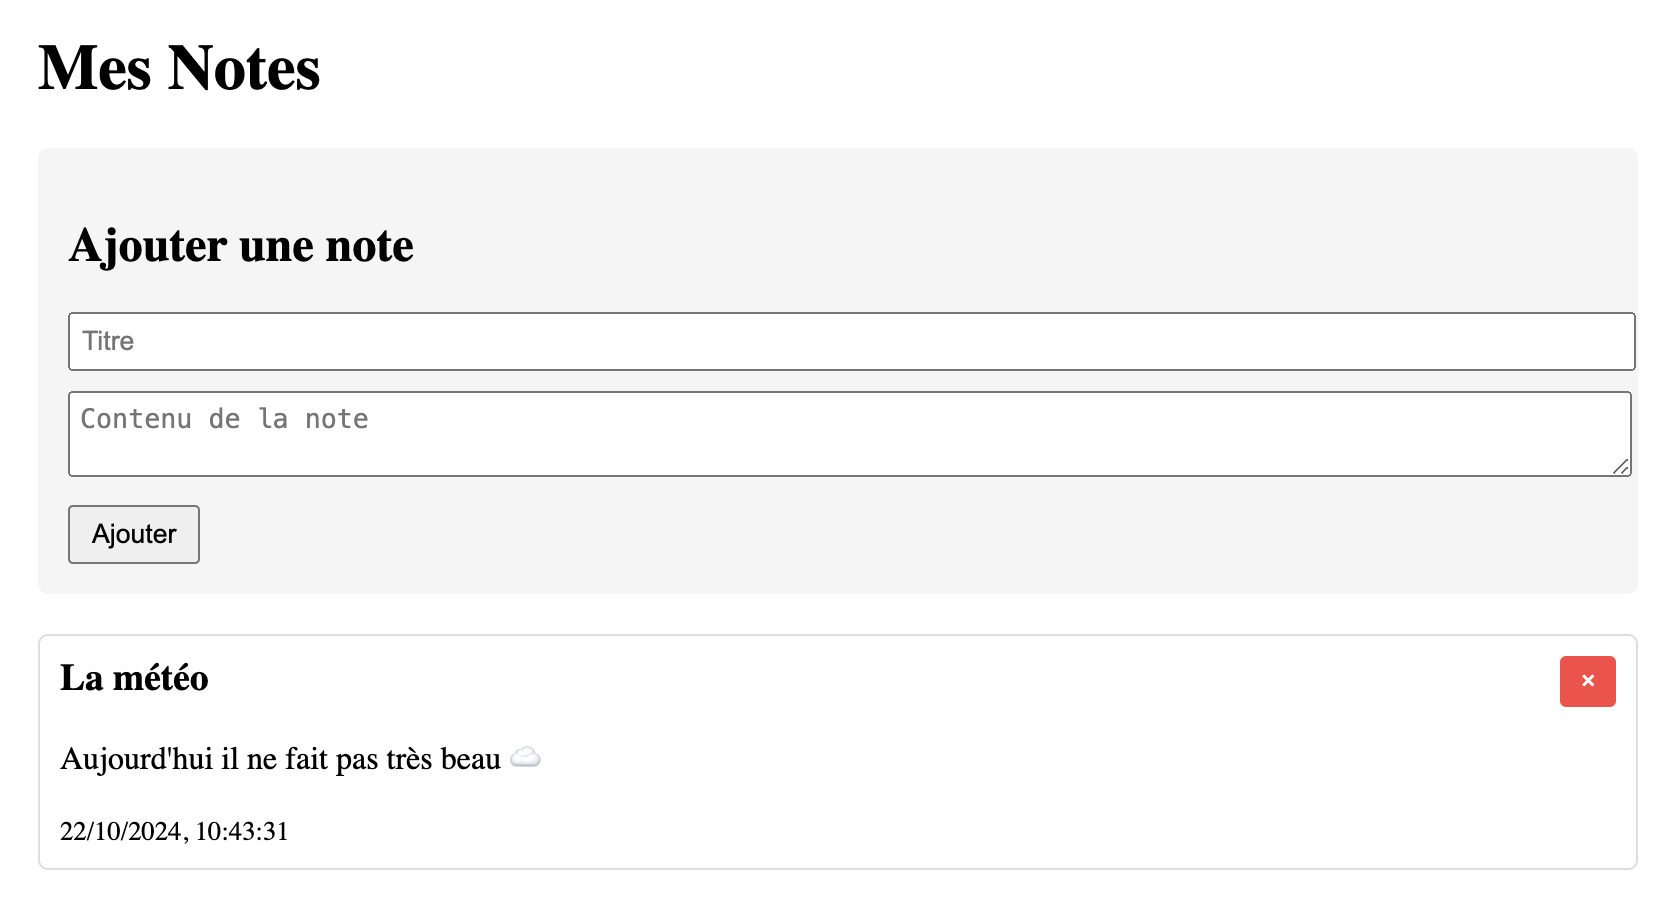 Mes Notes
Ajouter une note
Titre
Contenu de la note
Ajouter
La météo
×
Aujourd'hui il ne fait pas très beau ☁️
22/10/2024, 10:43:31